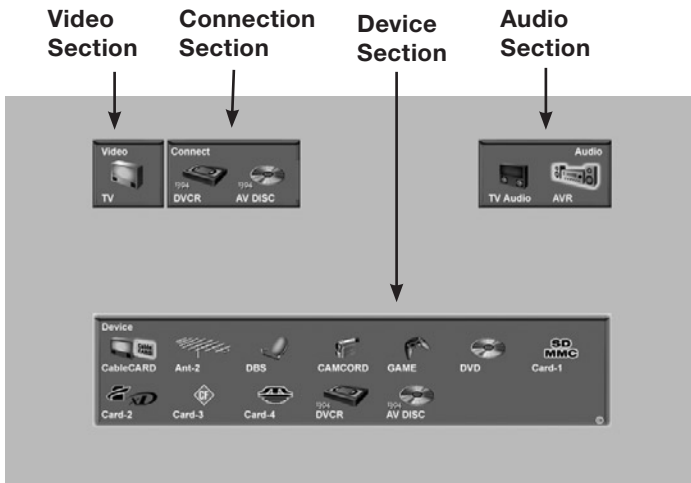 Video Section
Connection Section
Device Section
Audio Section
Video
TV
Connect
1394 DVCR
1394 AV DISC
Audio
TV Audio
AVR
Device
Cable CARD CableCARD
Ant-2
DBS
CAMCORD
GAME
DVD
SD MMC Card-1
xD Card-2
CF Card-3
Card-4
1394 DVCR
1394 AV DISC
©